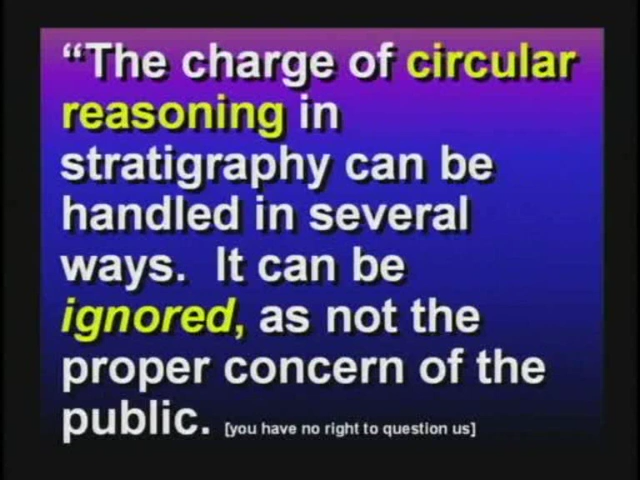 “The charge of circular
reasoning in
stratigraphy can be
handled in several
ways. It can be
ignored, as not the
proper concern of the
public. [you have no right to question us]